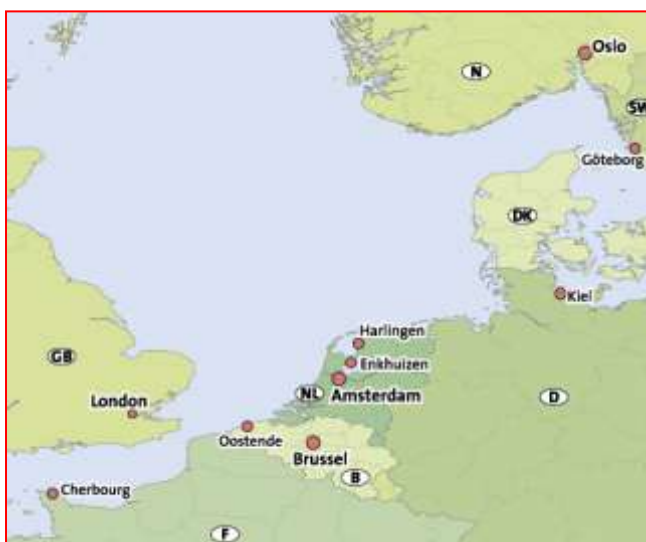 Oslo
N
SW
Göteborg
DK
Kiel
Harlingen
GB
Enkhuizen
NL
Amsterdam
D
London
Oostende
Brussel
B
Cherbourg
F